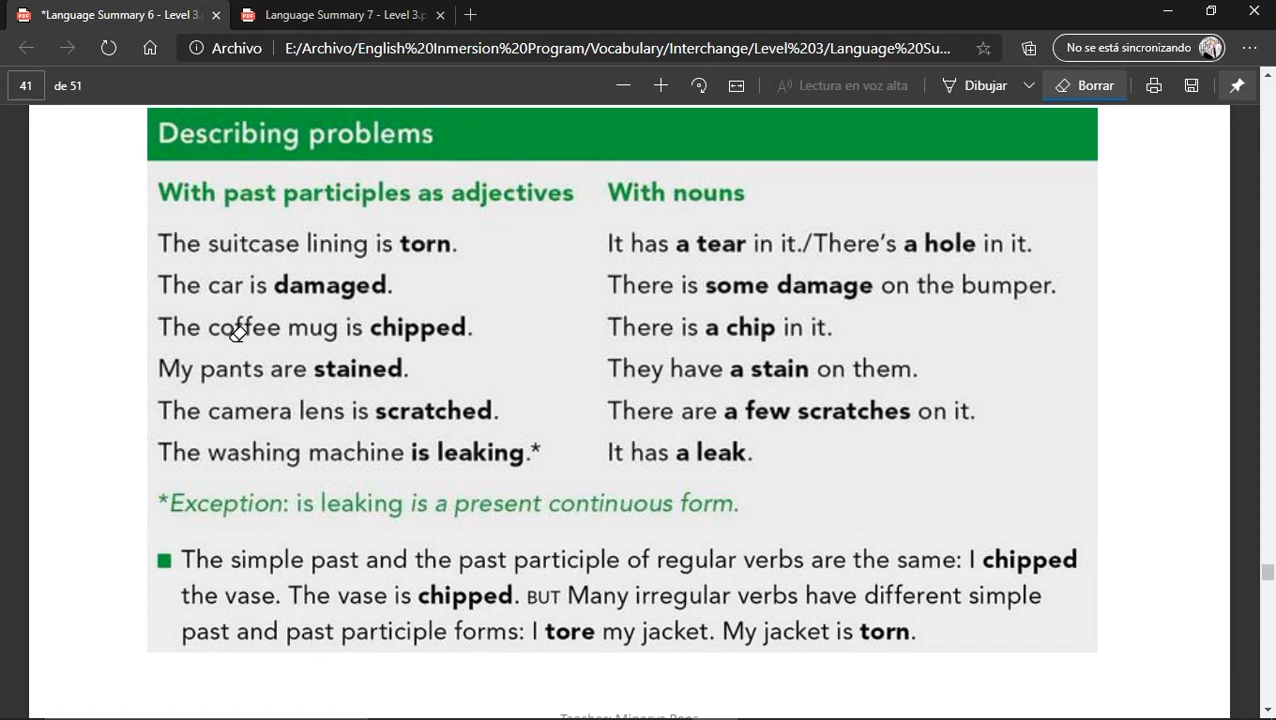 *Language Summary 6 - Level 3.p
Language Summary 7 - Level 3.p
Archivo
E:/Archivo/English%20Inmersion%20Program/Vocabulary/Interchange/Level%203/Language%20Su...
No se está sincronizando
41 de 51
Lectura en voz alta
Dibujar
Borrar
Describing problems
With past participles as adjectives With nouns
The suitcase lining is torn. It has a tear in it./There's a hole in it.
The car is damaged. There is some damage on the bumper.
The coffee mug is chipped. There is a chip in it.
My pants are stained. They have a stain on them.
The camera lens is scratched. There are a few scratches on it.
The washing machine is leaking.* It has a leak.
*Exception: is leaking is a present continuous form.
■ The simple past and the past participle of regular verbs are the same: I chipped
the vase. The vase is chipped. BUT Many irregular verbs have different simple
past and past participle forms: I tore my jacket. My jacket is torn.